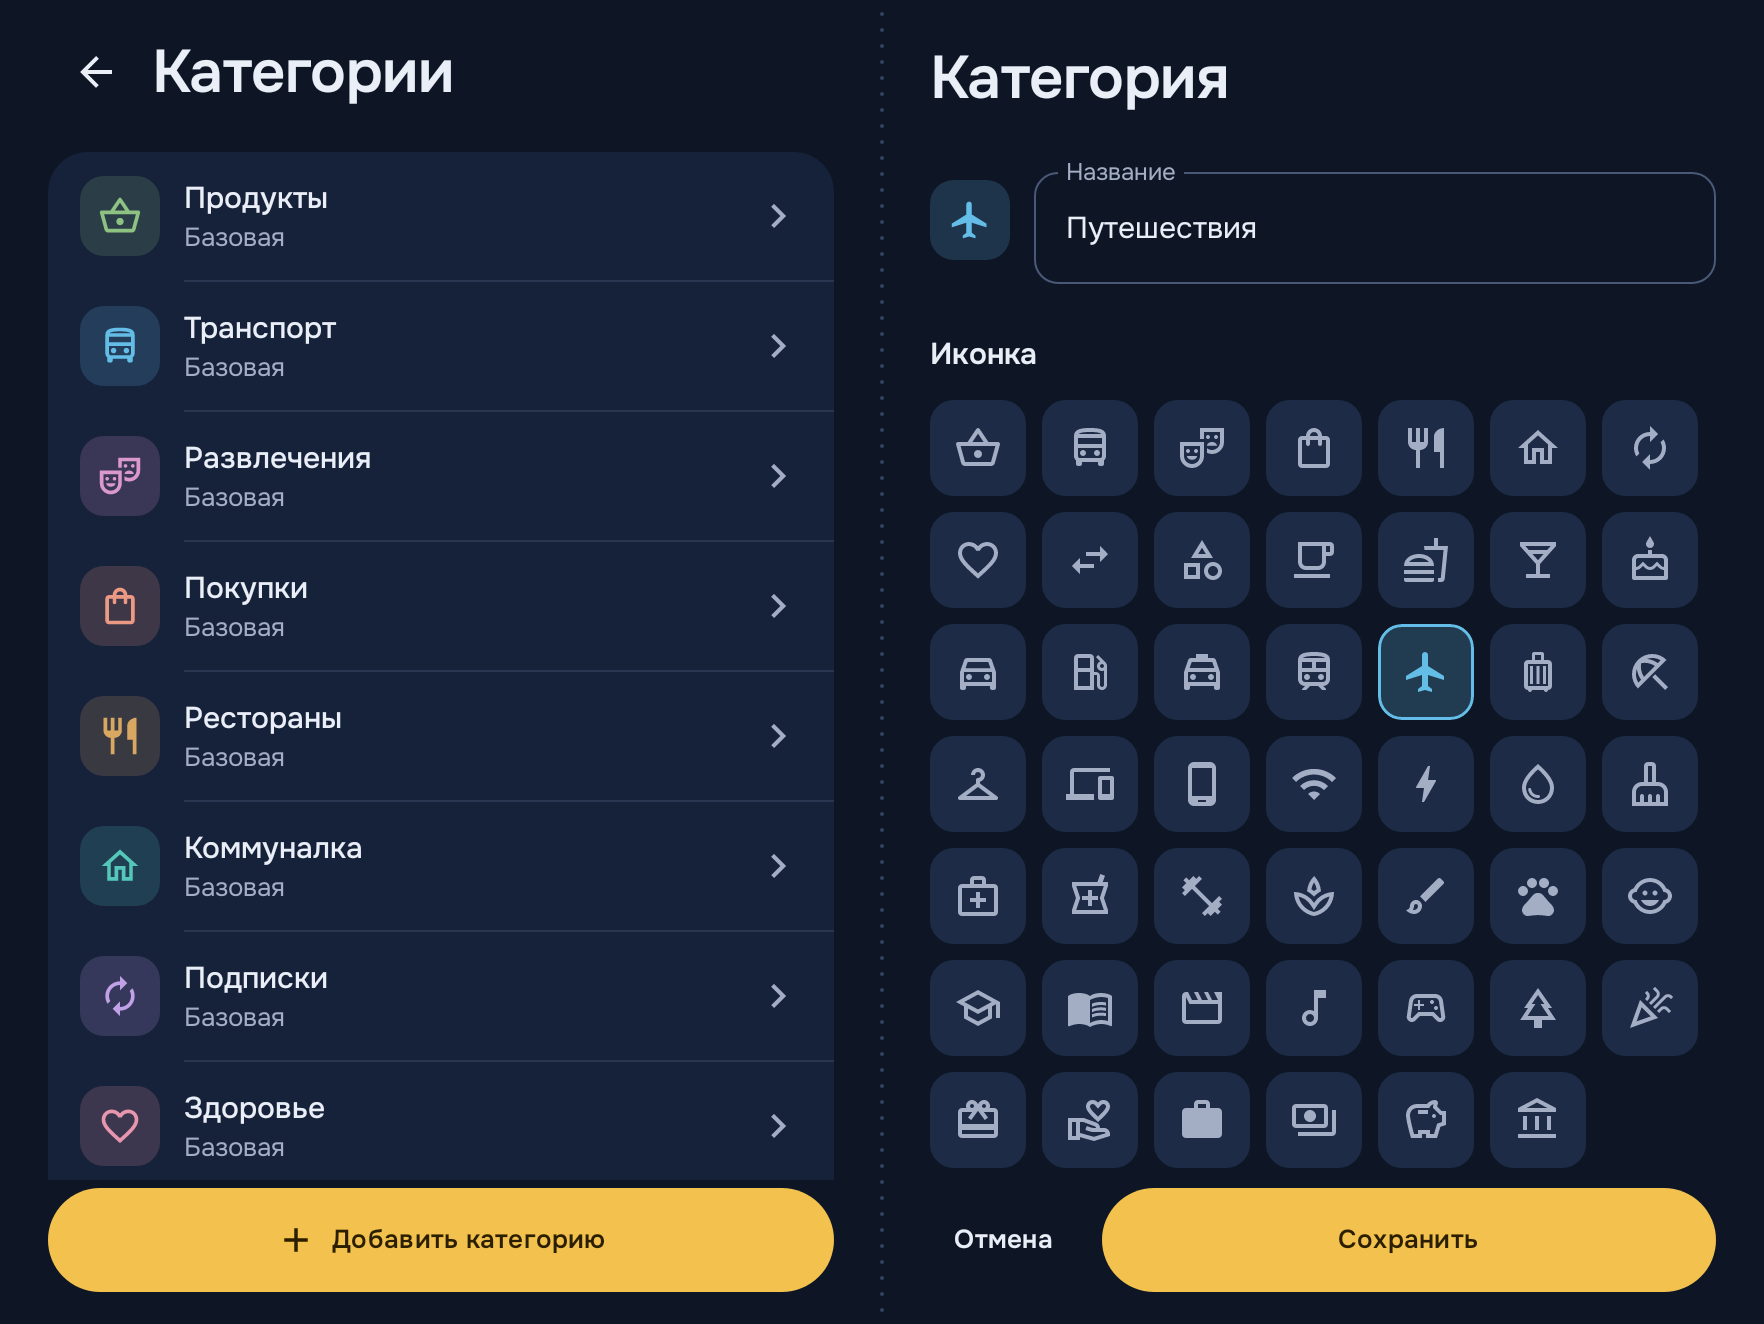 Категории
Продукты
Базовая
Транспорт
Базовая
Развлечения
Базовая
Покупки
Базовая
Рестораны
Базовая
Коммуналка
Базовая
Подписки
Базовая
Здоровье
Базовая
Добавить категорию
Категория
Название
Путешествия
Иконка
Отмена
Сохранить